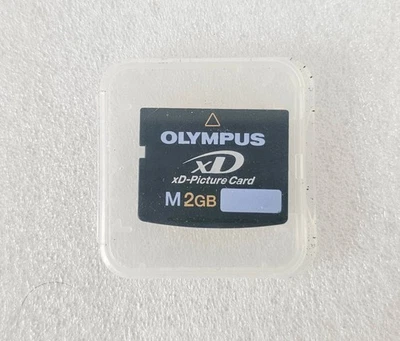 OLYMPUS
xD
xD-Picture Card
M 2GB